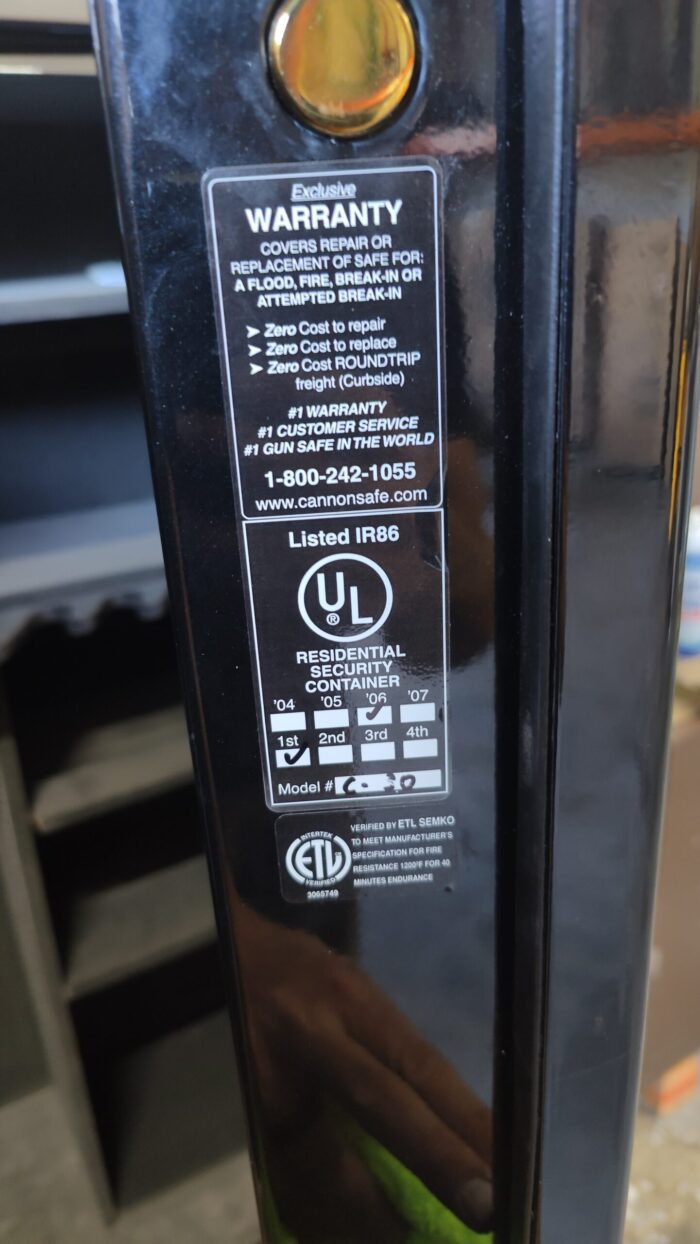 Exclusive
WARRANTY
COVERS REPAIR OR
REPLACEMENT OF SAFE FOR:
A FLOOD, FIRE, BREAK-IN OR
ATTEMPTED BREAK-IN
➤ Zero Cost to repair
➤ Zero Cost to replace
➤ Zero Cost ROUNDTRIP
freight (Curbside)
#1 WARRANTY
#1 CUSTOMER SERVICE
#1 GUN SAFE IN THE WORLD
1-800-242-1055
www.cannonsafe.com
Listed IR86
UL ®
RESIDENTIAL
SECURITY
CONTAINER
'04 '05 '06 '07
1st 2nd 3rd 4th
Model #
INTERTEK
ETL
VERIFIED
3065749
VERIFIED BY ETL SEMKO
TO MEET MANUFACTURER'S
SPECIFICATION FOR FIRE
RESISTANCE 1200°F FOR 40
MINUTES ENDURANCE